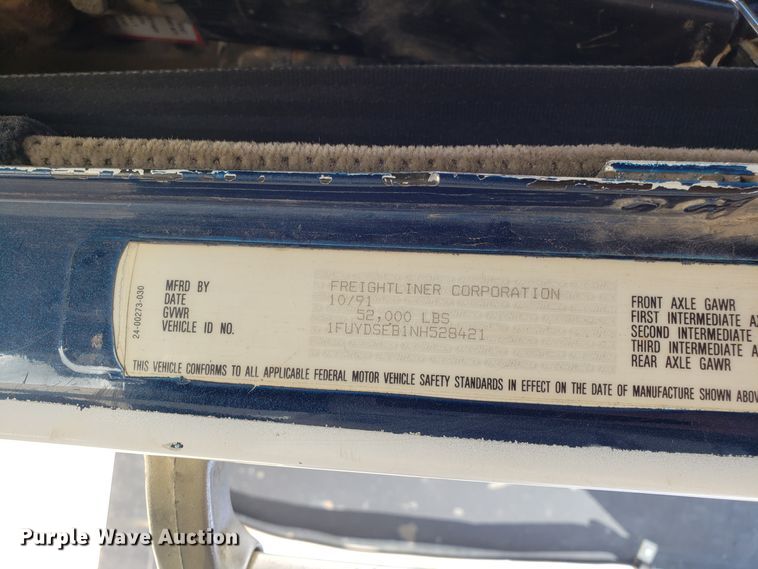 24-00273-030
MFRD BY FREIGHTLINER CORPORATION
DATE 10/91
GVWR 52,000 LBS
VEHICLE ID NO. 1FUYDSEB1NH528421
FRONT AXLE GAWR
FIRST INTERMEDIATE
SECOND INTERMEDIATE
THIRD INTERMEDIATE
REAR AXLE GAWR
THIS VEHICLE CONFORMS TO ALL APPLICABLE FEDERAL MOTOR VEHICLE SAFETY STANDARDS IN EFFECT ON THE DATE OF MANUFACTURE SHOWN ABOV
Purple Wave Auction